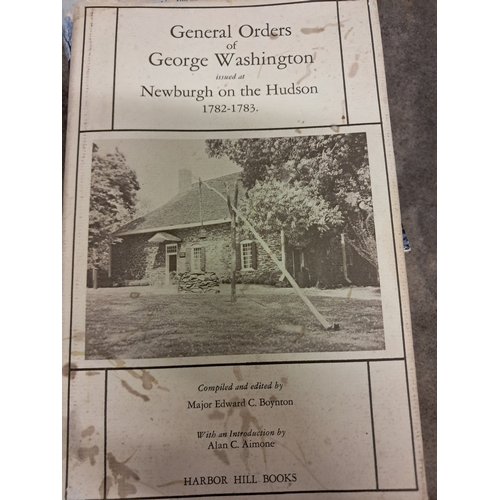 General Orders
of
George Washington
issued at
Newburgh on the Hudson
1782-1783.
Compiled and edited by
Major Edward C. Boynton
With an Introduction by
Alan C. Aimone
HARBOR HILL BOOKS